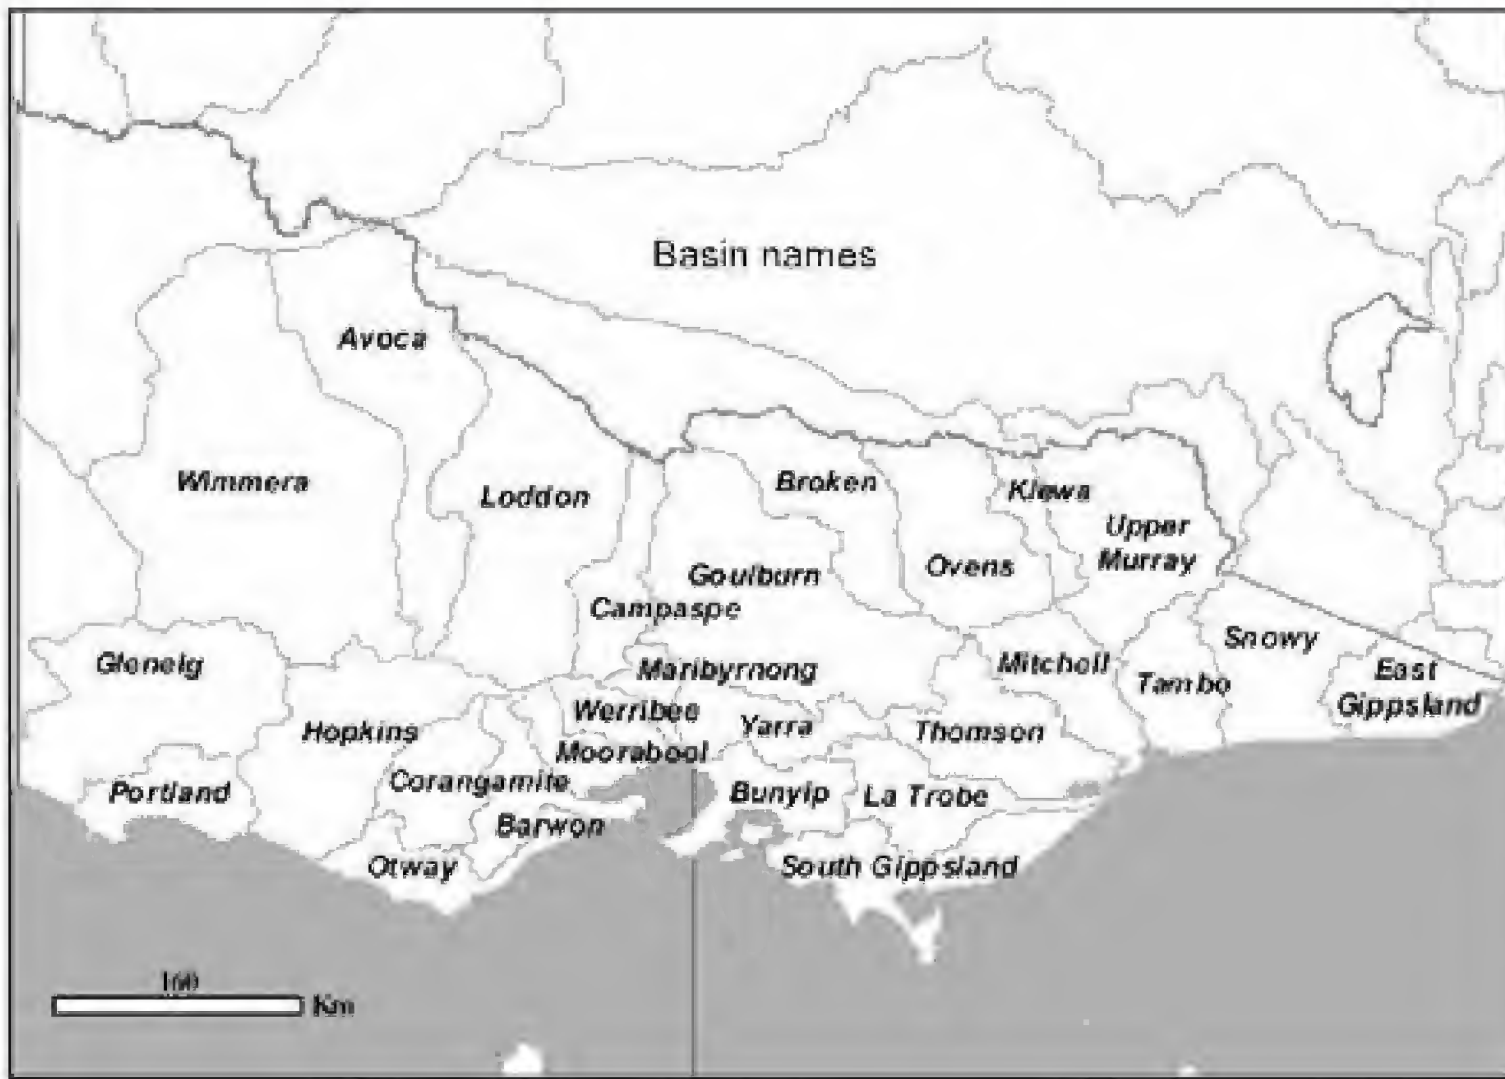 Basin names
Avoca
Wimmera
Loddon
Broken
Kiewa
Upper
Murray
Ovens
Goulburn
Campaspe
Snowy
Glenelg
Maribyrnong
Mitchell
Tambo
East
Gippsland
Hopkins
Werribee
Yarra
Thomson
Moorabool
Corangamite
Portland
Bunyip
La Trobe
Barwon
Otway
South Gippsland
160
Km